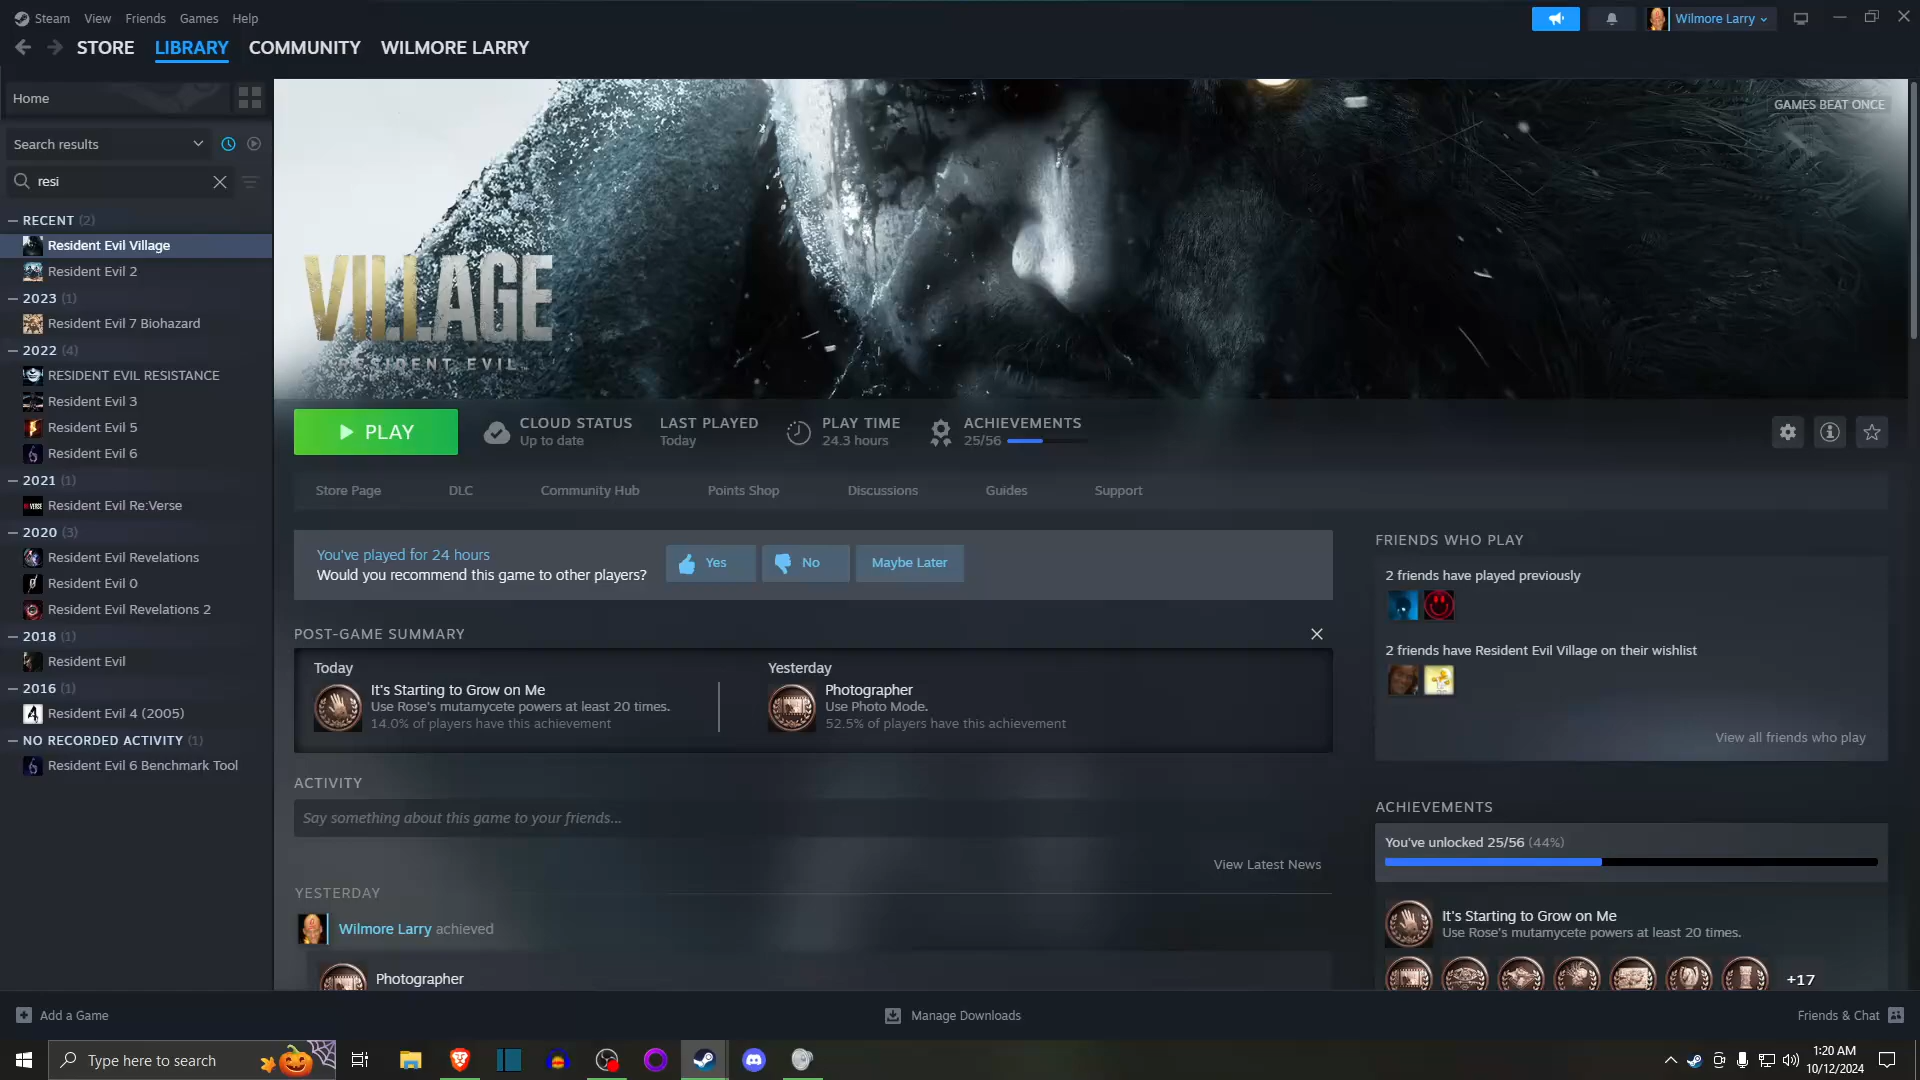 Steam
View
Friends
Games
Help
Wilmore Larry
STORE
LIBRARY
COMMUNITY
WILMORE LARRY
Home
Search results
resi
RECENT (2)
Resident Evil Village
Resident Evil 2
2023 (1)
Resident Evil 7 Biohazard
2022 (4)
RESIDENT EVIL RESISTANCE
Resident Evil 3
Resident Evil 5
Resident Evil 6
2021 (1)
Resident Evil Re:Verse
2020 (3)
Resident Evil Revelations
Resident Evil 0
Resident Evil Revelations 2
2018 (1)
Resident Evil
2016 (1)
Resident Evil 4 (2005)
NO RECORDED ACTIVITY (1)
Resident Evil 6 Benchmark Tool
GAMES BEAT ONCE
VILLAGE
RESIDENT EVIL
PLAY
CLOUD STATUS
Up to date
LAST PLAYED
Today
PLAY TIME
24.3 hours
ACHIEVEMENTS
25/56
Store Page
DLC
Community Hub
Points Shop
Discussions
Guides
Support
You've played for 24 hours
Would you recommend this game to other players?
Yes
No
Maybe Later
POST-GAME SUMMARY
Today
It's Starting to Grow on Me
Use Rose's mutamycete powers at least 20 times.
14.0% of players have this achievement
Yesterday
Photographer
Use Photo Mode.
52.5% of players have this achievement
ACTIVITY
Say something about this game to your friends...
View Latest News
YESTERDAY
Wilmore Larry achieved
Photographer
FRIENDS WHO PLAY
2 friends have played previously
2 friends have Resident Evil Village on their wishlist
View all friends who play
ACHIEVEMENTS
You've unlocked 25/56 (44%)
It's Starting to Grow on Me
Use Rose's mutamycete powers at least 20 times.
+17
Add a Game
Manage Downloads
Friends & Chat
Type here to search
1:20 AM
10/12/2024